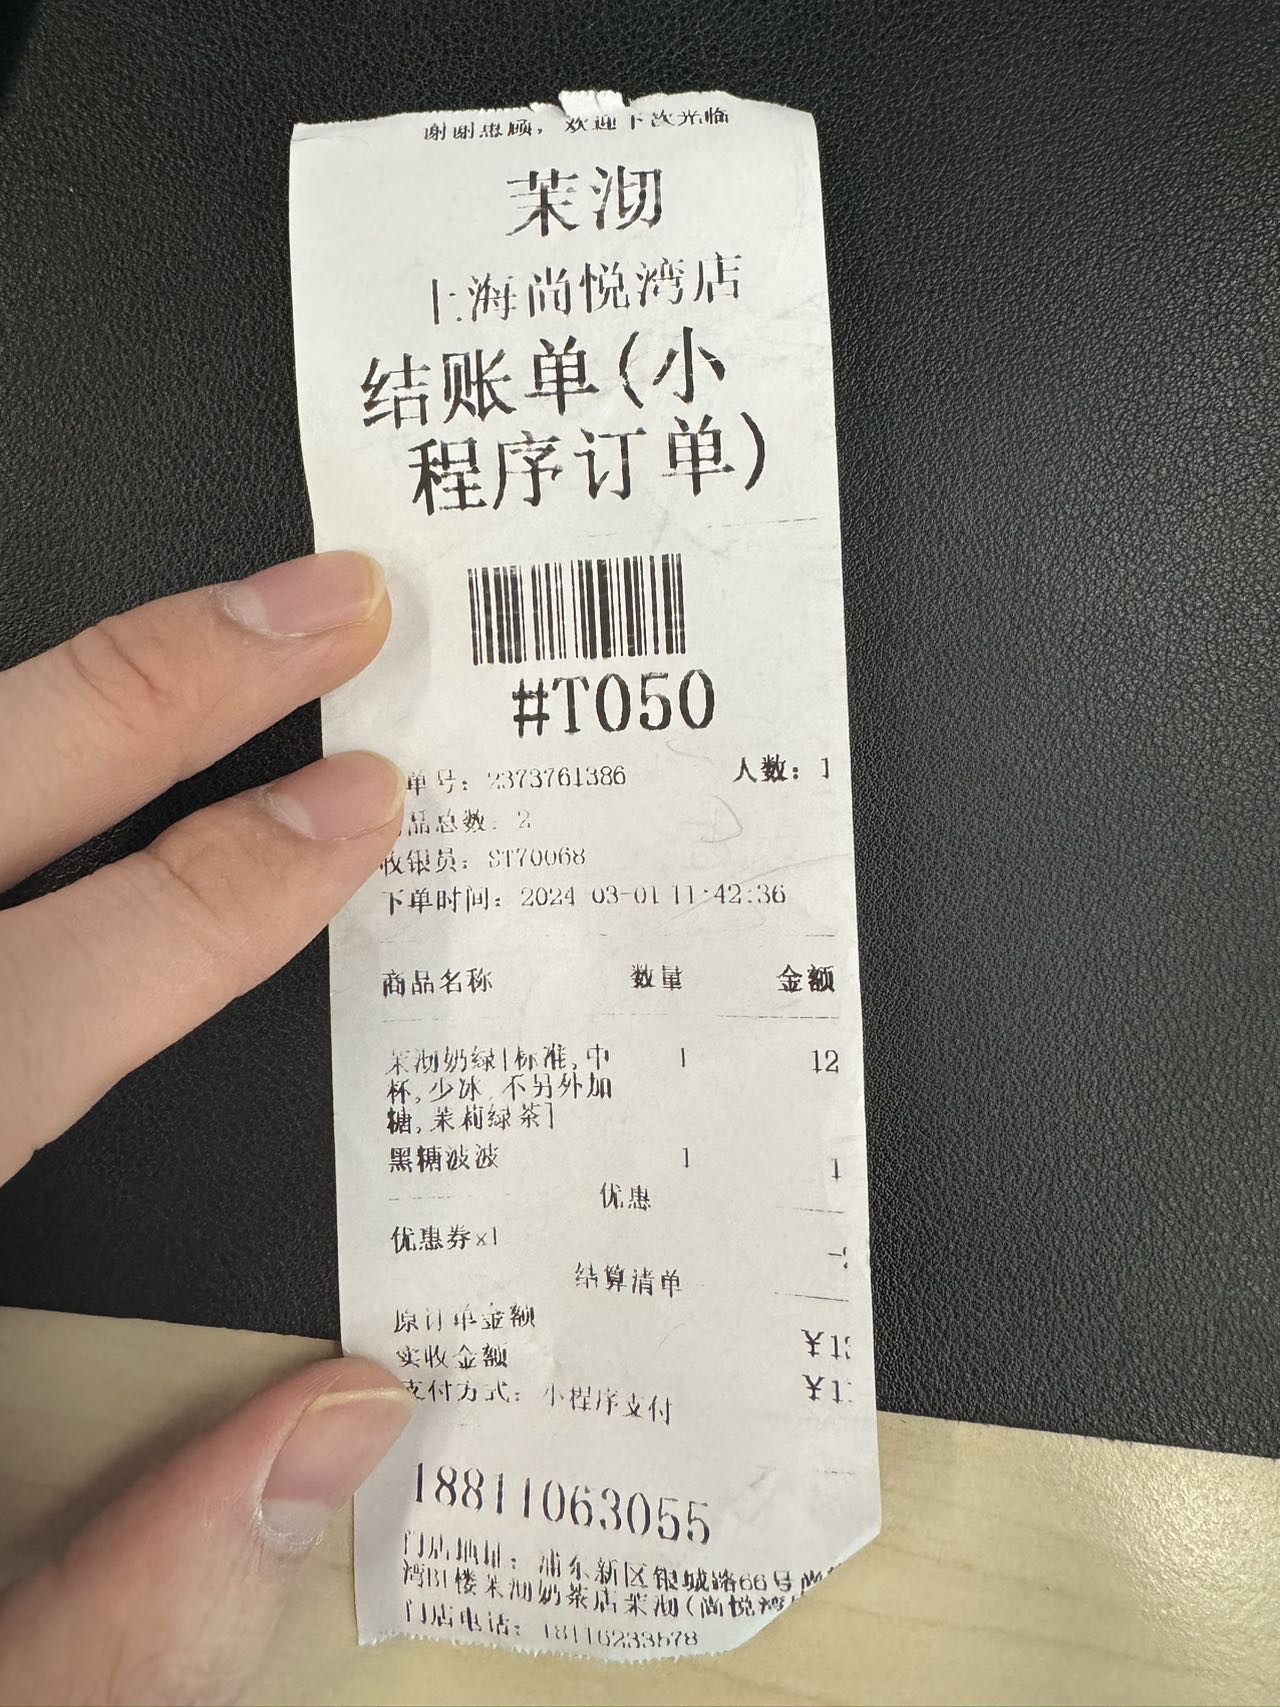 谢谢惠顾，欢迎下次光临
茉沏
上海尚悦湾店
结账单(小
程序订单)
#T050
单号：2373761386 人数：1
品总数：2
收银员：ST70068
下单时间：2024-03-01 11:42:36
商品名称 数量 金额
茉沏奶绿[标准,中 1 12
杯,少冰,不另外加
糖,茉莉绿茶]
黑糖波波 1 1
优惠
优惠券x1
结算清单
原订单金额
¥13
实收金额
¥1
支付方式：小程序支付
18811063055
门店地址：浦东新区银城路66号尚
湾B1楼茉沏奶茶店茉沏(尚悦湾
门店电话：18116233578